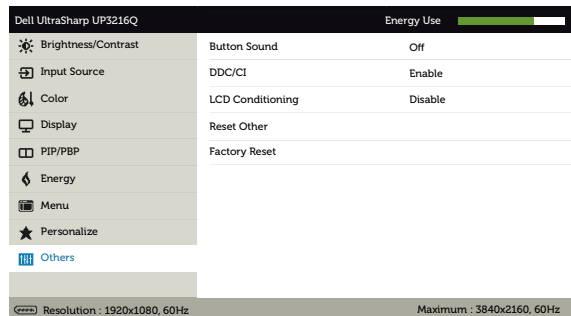 Dell UltraSharp UP3216Q Energy Use
Brightness/Contrast
Input Source
Color
Display
PIP/PBP
Energy
Menu
Personalize
Others
Button Sound Off
DDC/CI Enable
LCD Conditioning Disable
Reset Other
Factory Reset
Resolution : 1920x1080, 60Hz Maximum : 3840x2160, 60Hz